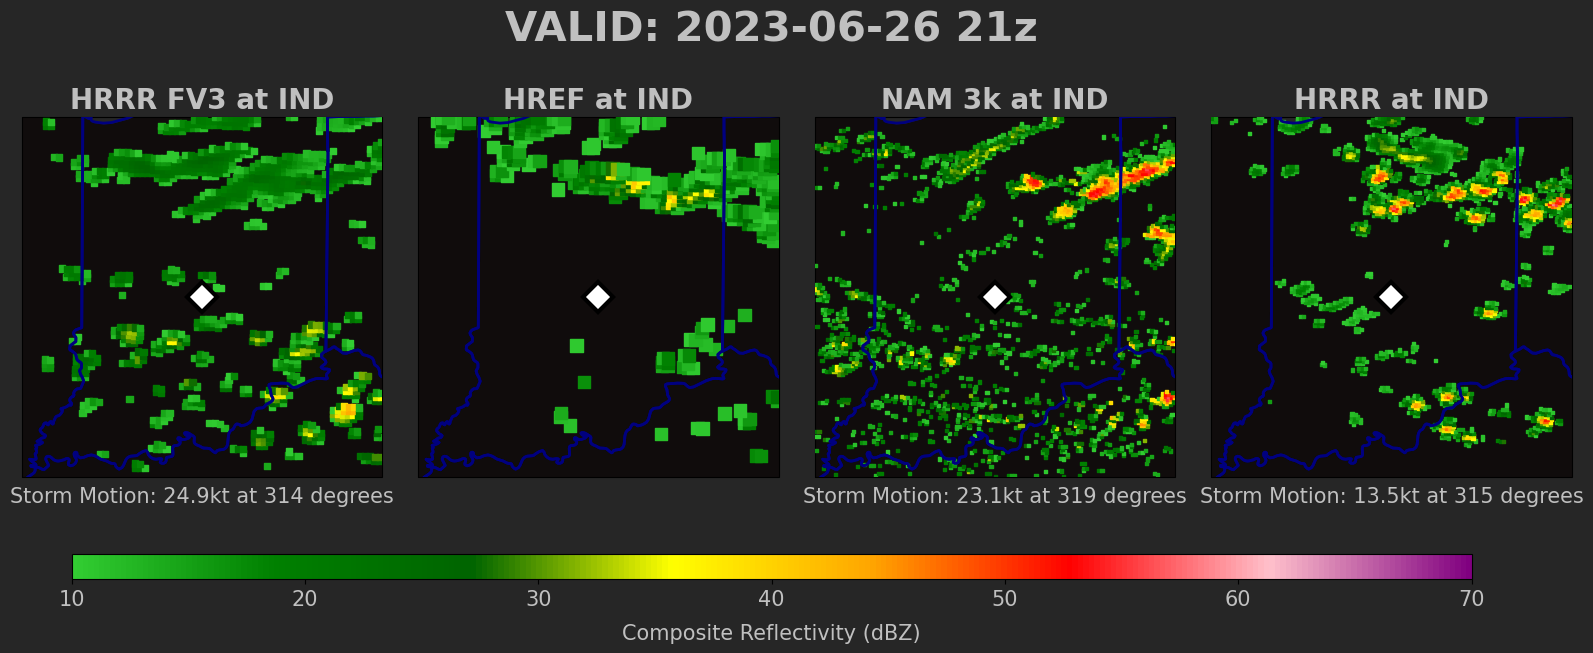 VALID: 2023-06-26 21z
HRRR FV3 at IND
HREF at IND
NAM 3k at IND
HRRR at IND
Storm Motion: 24.9kt at 314 degrees
Storm Motion: 23.1kt at 319 degrees
Storm Motion: 13.5kt at 315 degrees
10 20 30 40 50 60 70
Composite Reflectivity (dBZ)